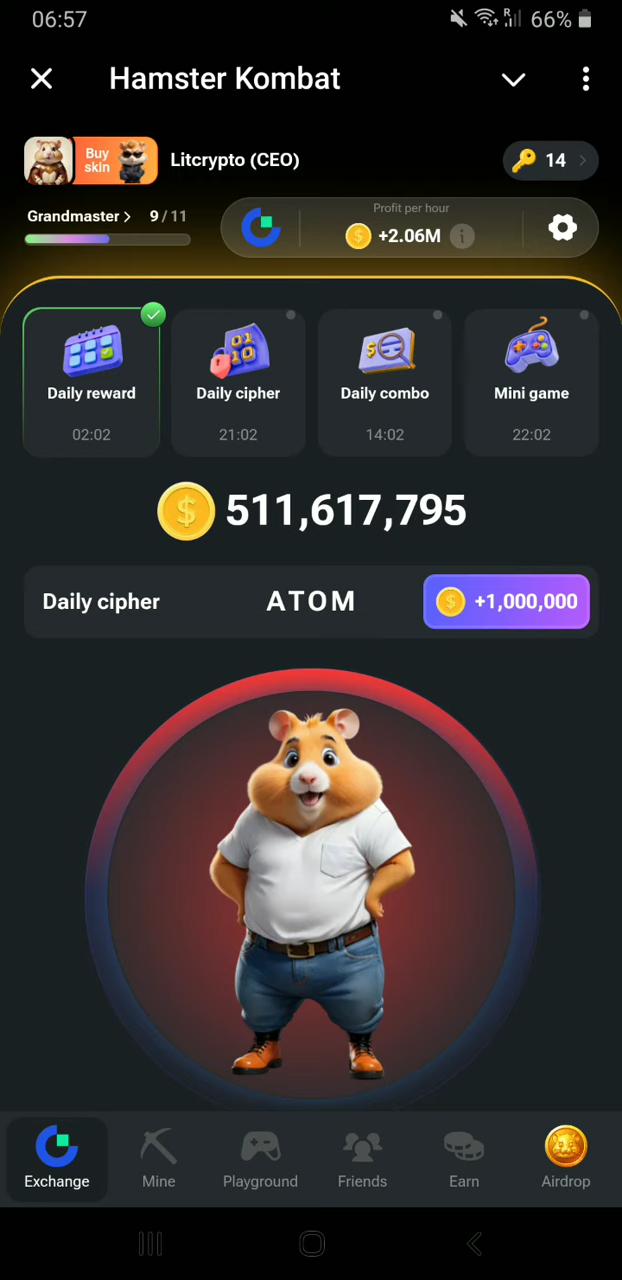 06:57
R
66%
Hamster Kombat
Buy
skin
Litcrypto (CEO)
14
Grandmaster
9 / 11
Profit per hour
+2.06M
Daily reward
02:02
Daily cipher
21:02
Daily combo
14:02
Mini game
22:02
511,617,795
Daily cipher
ATOM
+1,000,000
Exchange
Mine
Playground
Friends
Earn
Airdrop